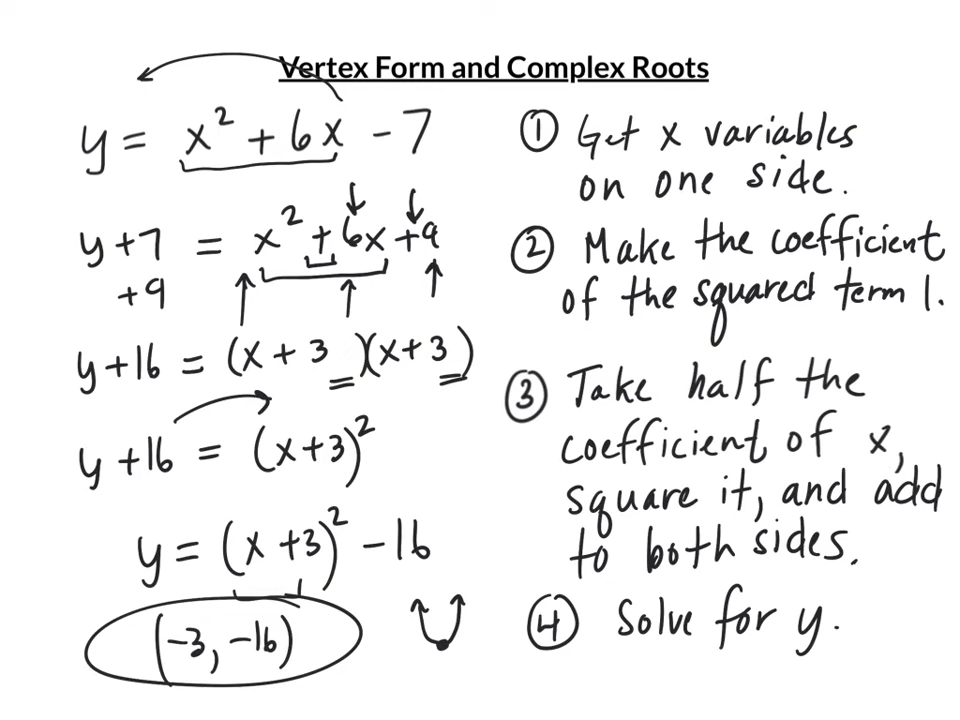 Vertex Form and Complex Roots
y = x² + 6x - 7
y + 7 = x² + 6x + 9
+9
y + 16 = (x + 3 )(x + 3 )
y + 16 = (x + 3)²
y = (x + 3)² - 16
(-3, -16)
① Get x variables
on one side.
② Make the coefficient
of the squared term 1.
③ Take half the
coefficient of x,
square it, and add
to both sides.
④ Solve for y.